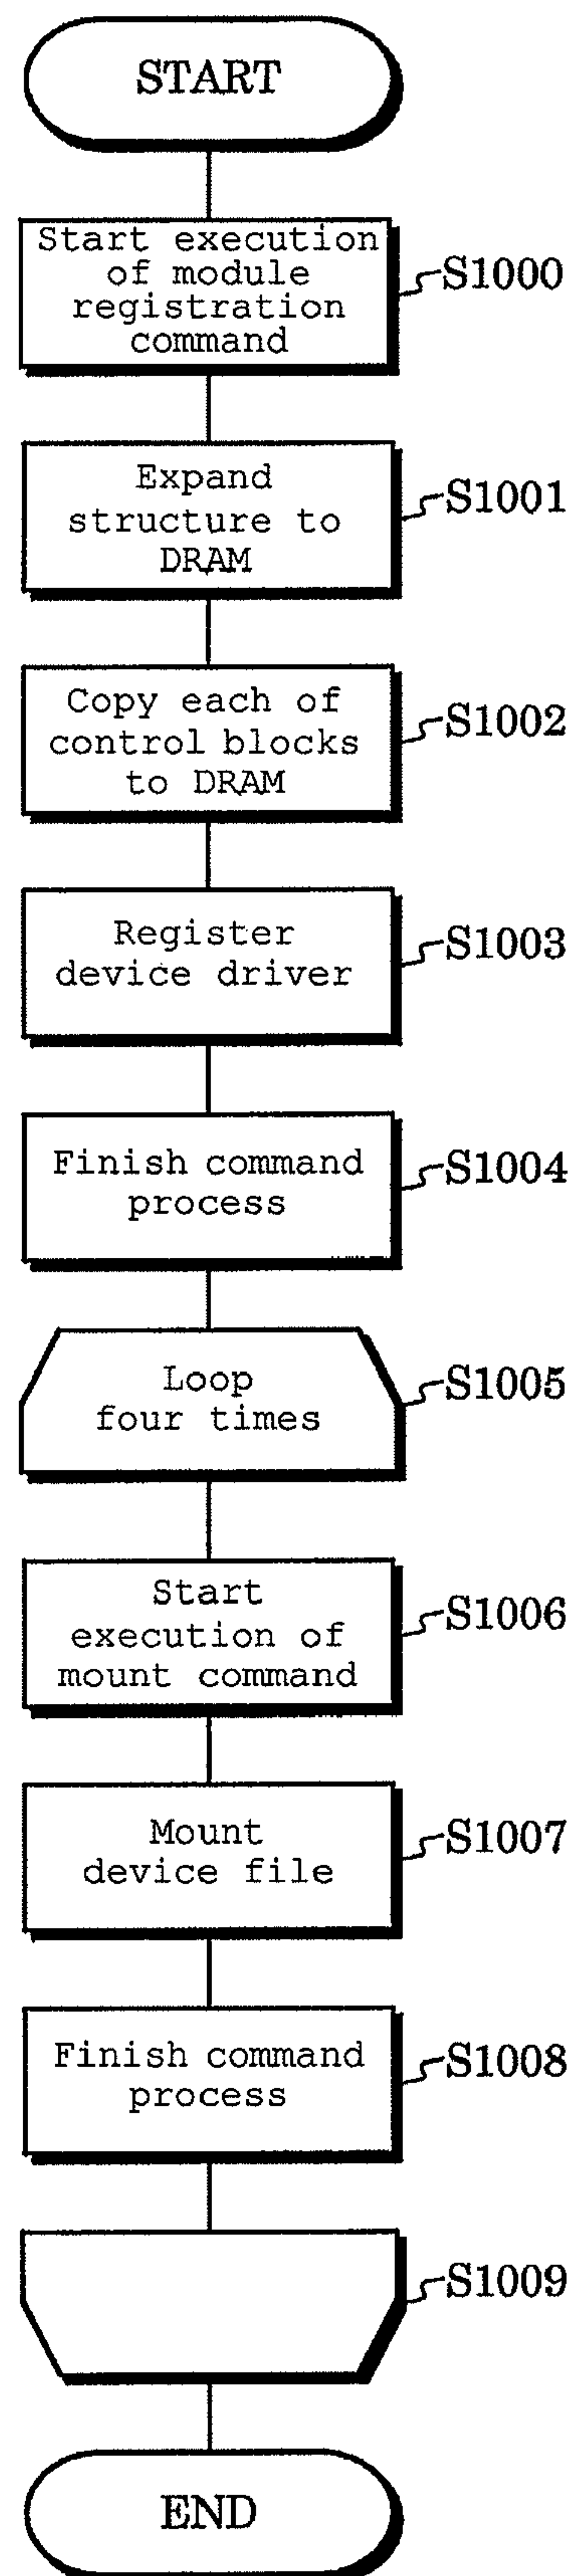 START
Start execution
of module
registration
command
S1000
Expand
structure to
DRAM
S1001
Copy each of
control blocks
to DRAM
S1002
Register
device driver
S1003
Finish command
process
S1004
Loop
four times
S1005
Start
execution of
mount command
S1006
Mount
device file
S1007
Finish command
process
S1008
S1009
END